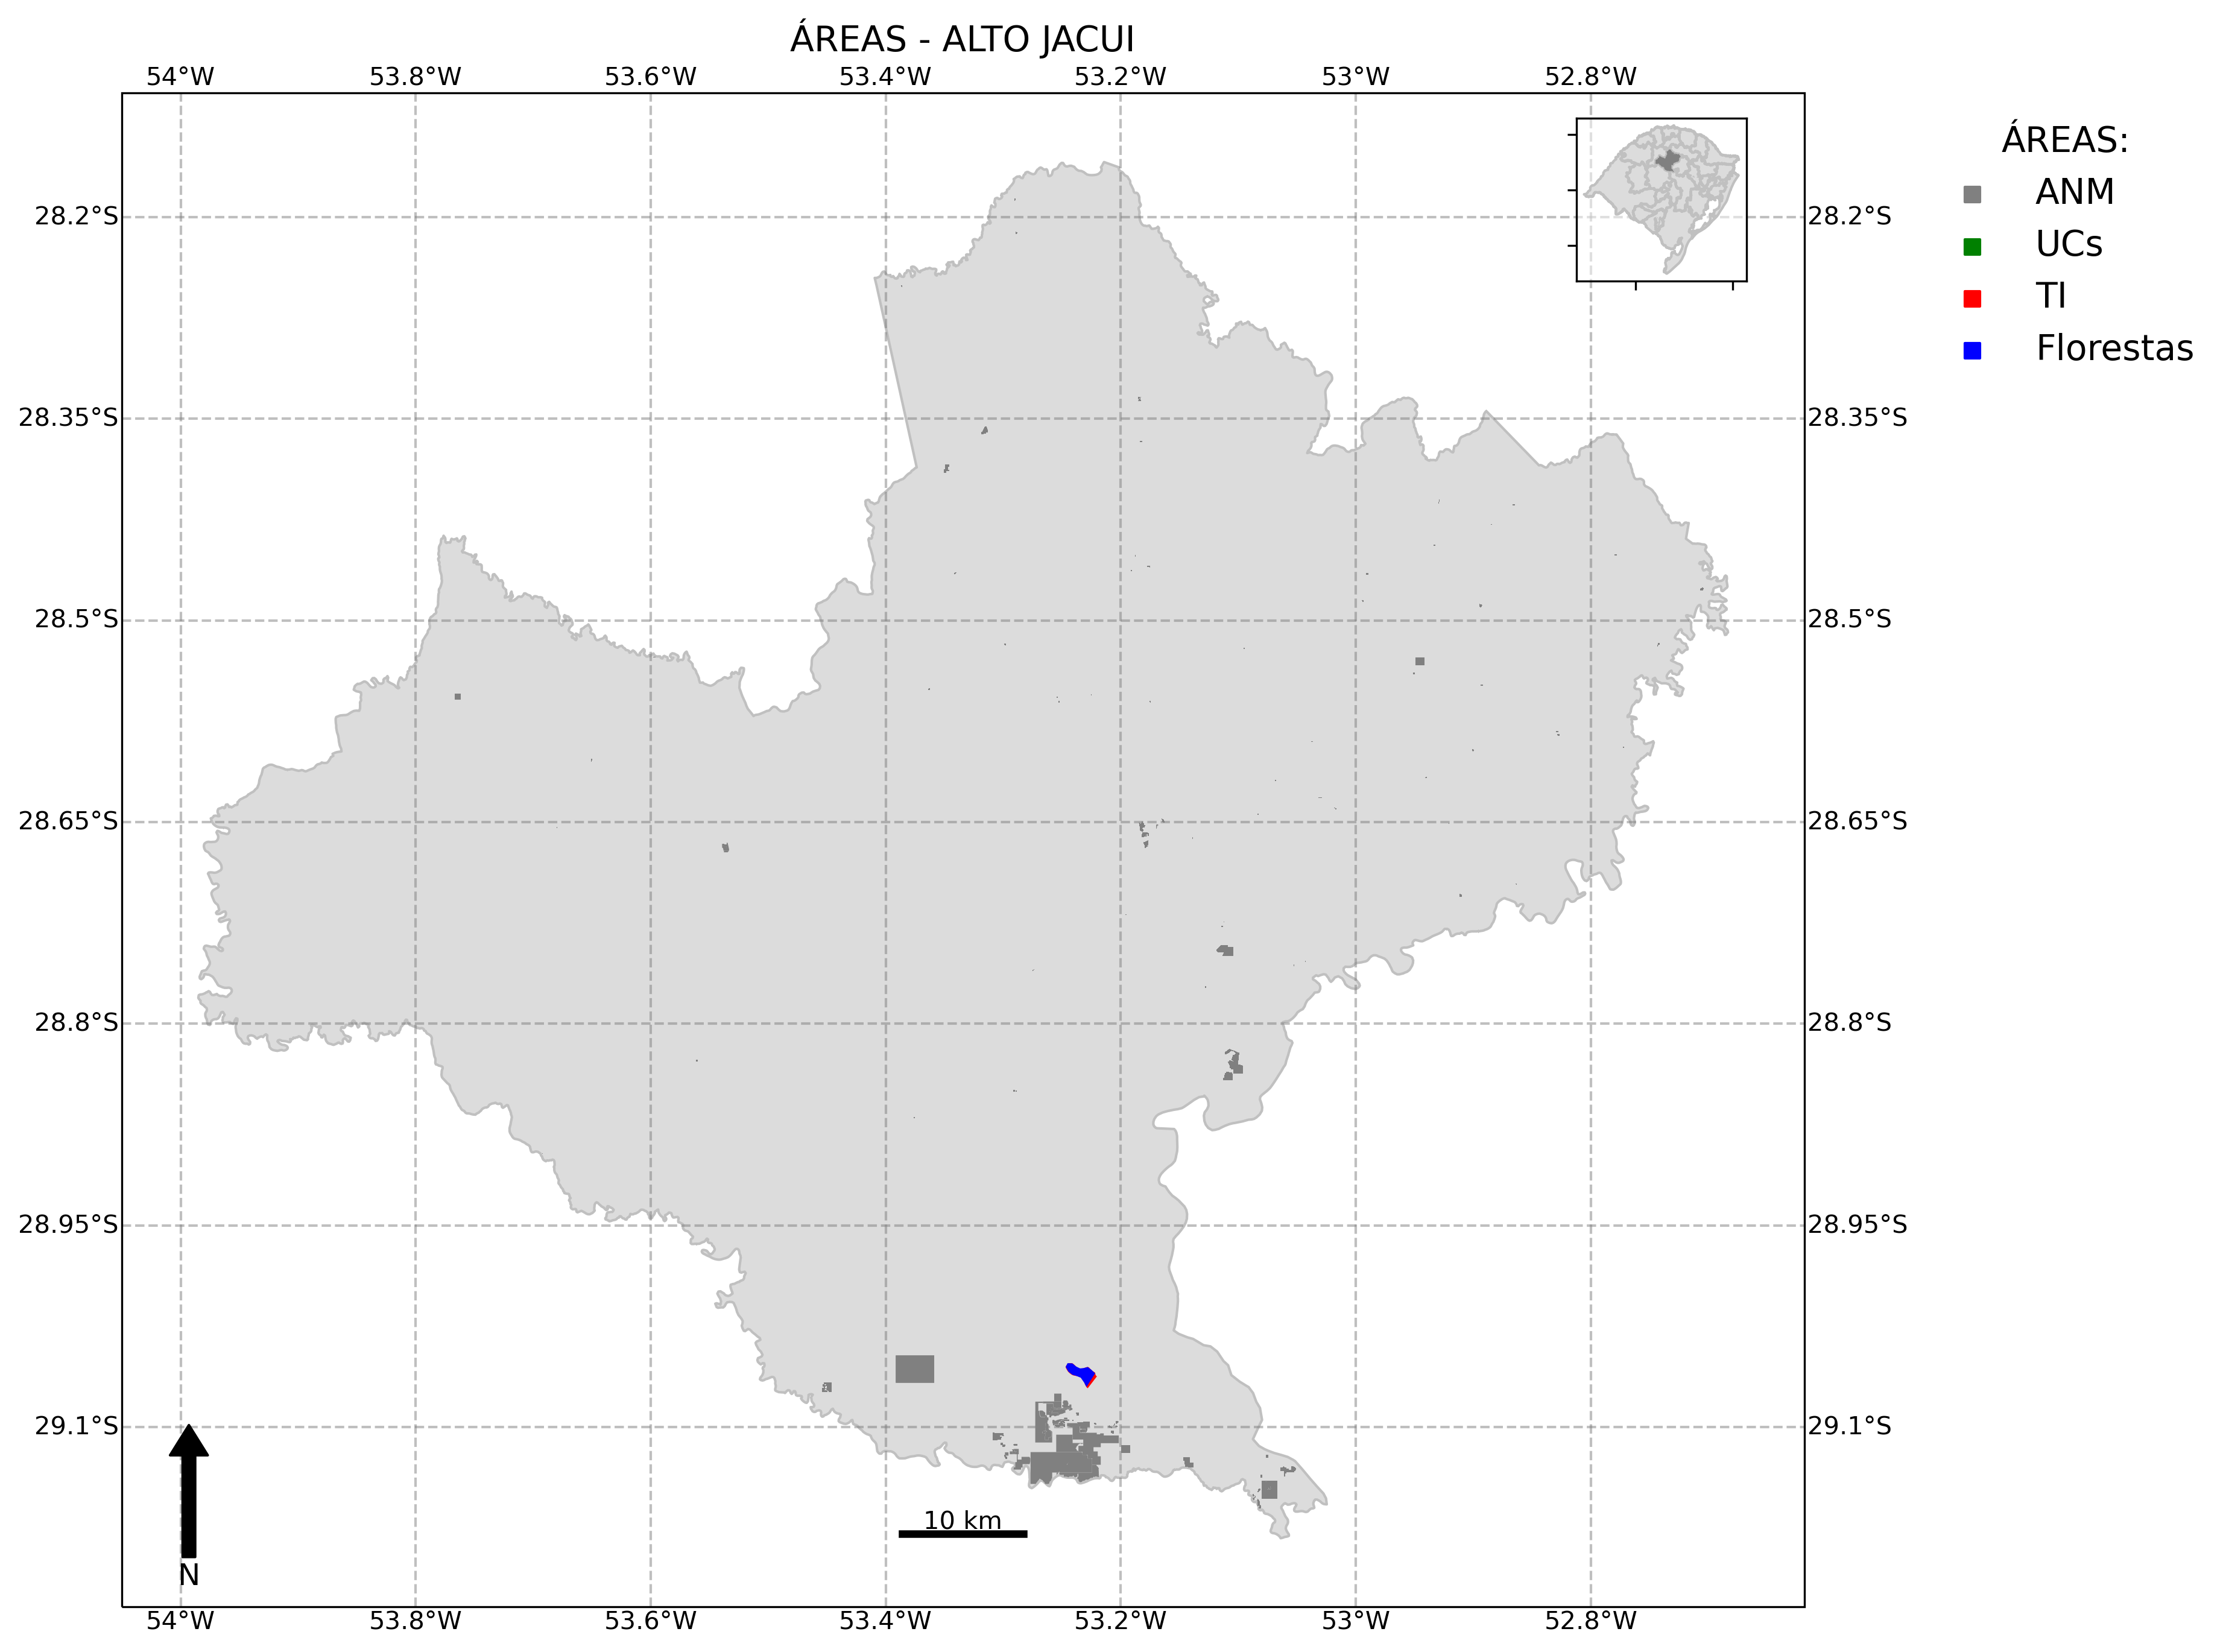 ÁREAS - ALTO JACUI
54°W 53.8°W 53.6°W 53.4°W 53.2°W 53°W 52.8°W
ÁREAS:
ANM
UCs
TI
Florestas
28.2°S 28.2°S
28.35°S 28.35°S
28.5°S 28.5°S
28.65°S 28.65°S
28.8°S 28.8°S
28.95°S 28.95°S
29.1°S 29.1°S
10 km
N
54°W 53.8°W 53.6°W 53.4°W 53.2°W 53°W 52.8°W